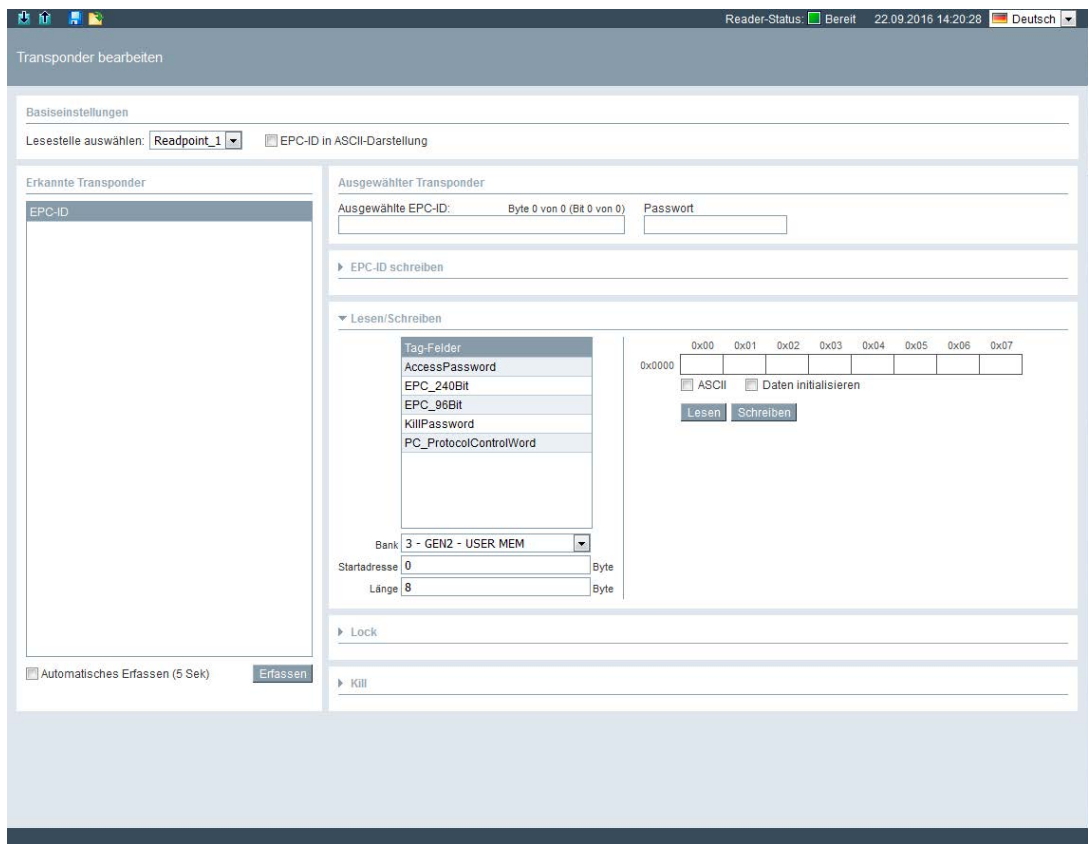 Reader-Status: Bereit 22.09.2016 14:20:28 Deutsch
Transponder bearbeiten
Basiseinstellungen
Lesestelle auswählen: Readpoint_1 EPC-ID in ASCII-Darstellung
Erkannte Transponder
EPC-ID
Automatisches Erfassen (5 Sek) Erfassen
Ausgewählter Transponder
Ausgewählte EPC-ID: Byte 0 von 0 (Bit 0 von 0) Passwort
EPC-ID schreiben
Lesen/Schreiben
Tag-Felder
AccessPassword
EPC_240Bit
EPC_96Bit
KillPassword
PC_ProtocolControlWord
Bank 3 - GEN2 - USER MEM
Startadresse 0 Byte
Länge 8 Byte
0x00 0x01 0x02 0x03 0x04 0x05 0x06 0x07
0x0000
ASCII Daten initialisieren
Lesen Schreiben
Lock
Kill